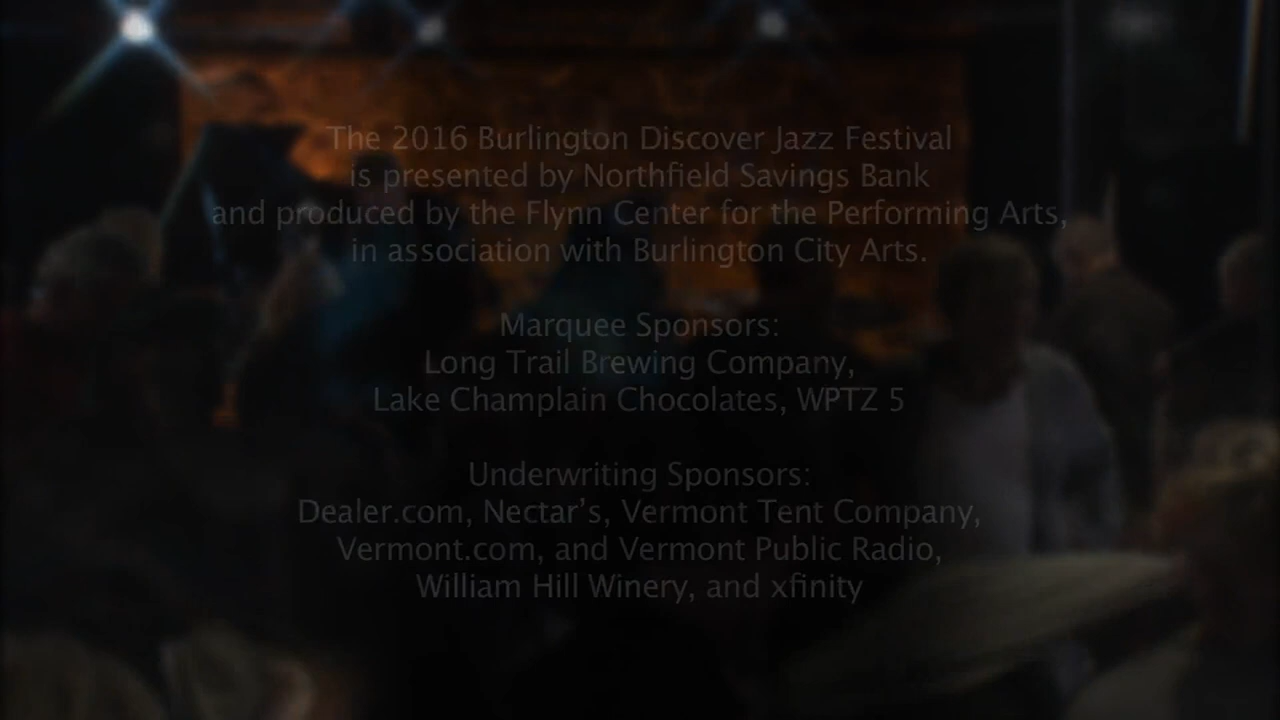 The 2016 Burlington Discover Jazz Festival
is presented by Northfield Savings Bank
and produced by the Flynn Center for the Performing Arts,
in association with Burlington City Arts.
Marquee Sponsors:
Long Trail Brewing Company,
Lake Champlain Chocolates, WPTZ 5
Underwriting Sponsors:
Dealer.com, Nectar’s, Vermont Tent Company,
Vermont.com, and Vermont Public Radio,
William Hill Winery, and xfinity